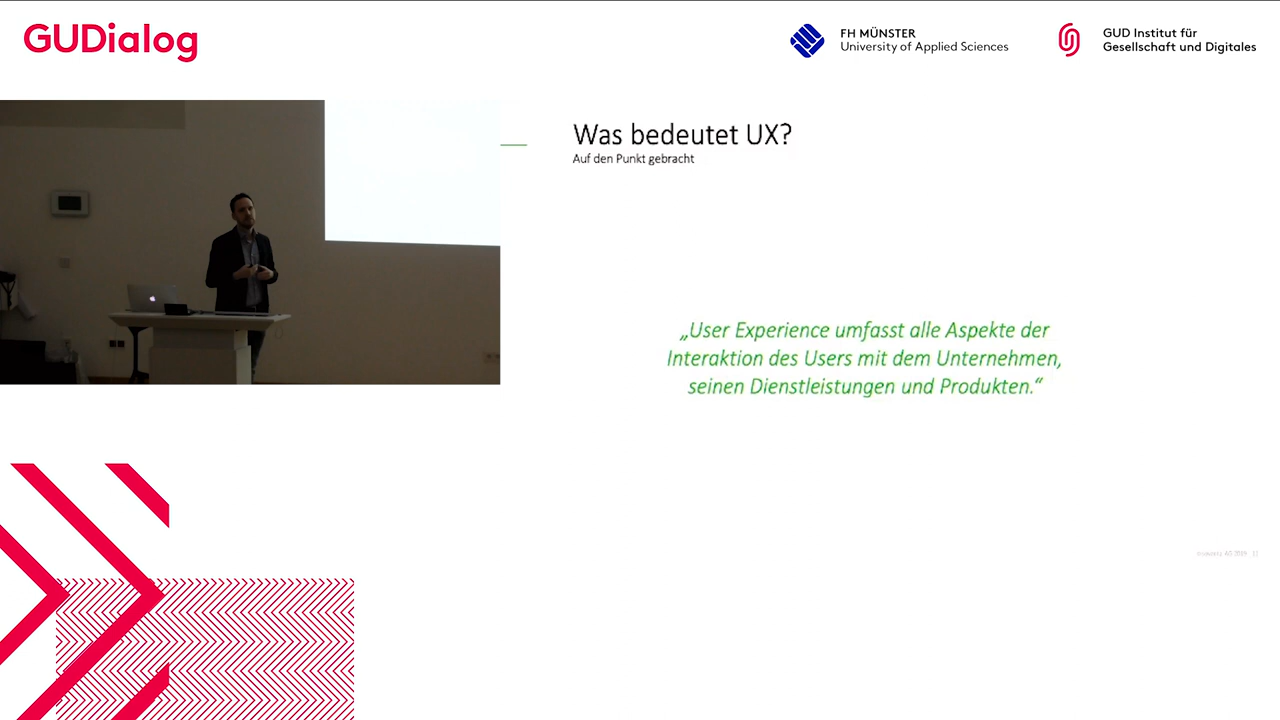 GUDialog
FH MÜNSTER
University of Applied Sciences
GUD Institut für
Gesellschaft und Digitales
Was bedeutet UX?
Auf den Punkt gebracht
„User Experience umfasst alle Aspekte der
Interaktion des Users mit dem Unternehmen,
seinen Dienstleistungen und Produkten.“